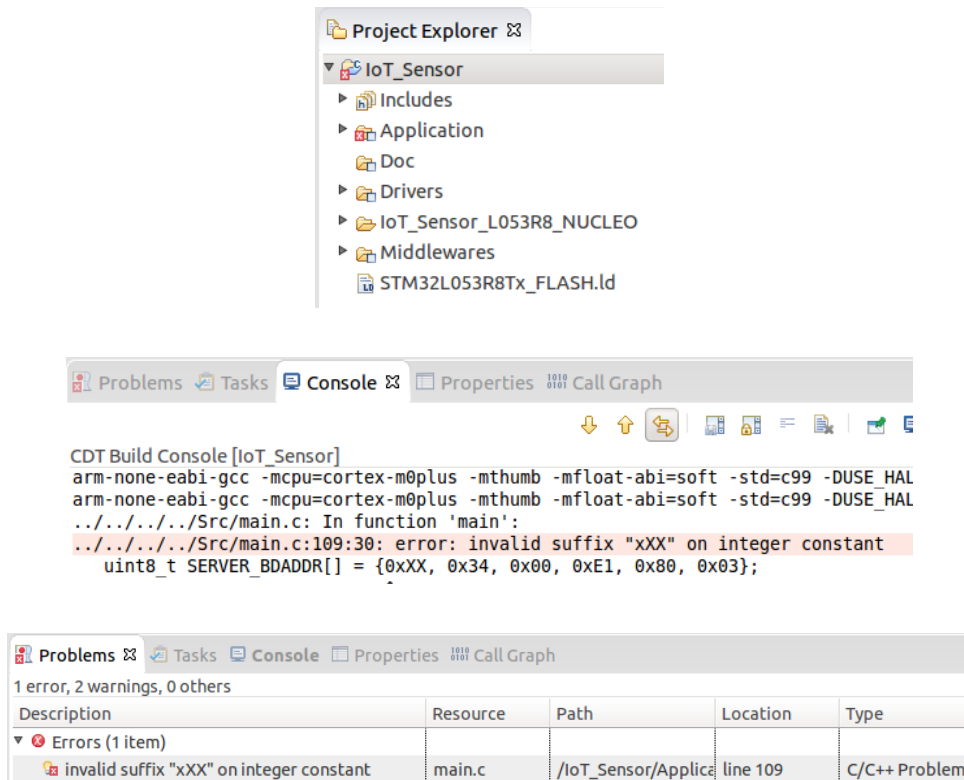 Project Explorer
IoT_Sensor
Includes
Application
Doc
Drivers
IoT_Sensor_L053R8_NUCLEO
Middlewares
STM32L053R8Tx_FLASH.ld
Problems Tasks Console Properties Call Graph
CDT Build Console [IoT_Sensor]
arm-none-eabi-gcc -mcpu=cortex-m0plus -mthumb -mfloat-abi=soft -std=c99 -DUSE_HAL
arm-none-eabi-gcc -mcpu=cortex-m0plus -mthumb -mfloat-abi=soft -std=c99 -DUSE_HAL
../../../../Src/main.c: In function 'main':
../../../../Src/main.c:109:30: error: invalid suffix "xXX" on integer constant
uint8_t SERVER_BDADDR[] = {0xXX, 0x34, 0x00, 0xE1, 0x80, 0x03};
Problems Tasks Console Properties Call Graph
1 error, 2 warnings, 0 others
Description Resource Path Location Type
Errors (1 item)
invalid suffix "xXX" on integer constant main.c /IoT_Sensor/Applica line 109 C/C++ Problem